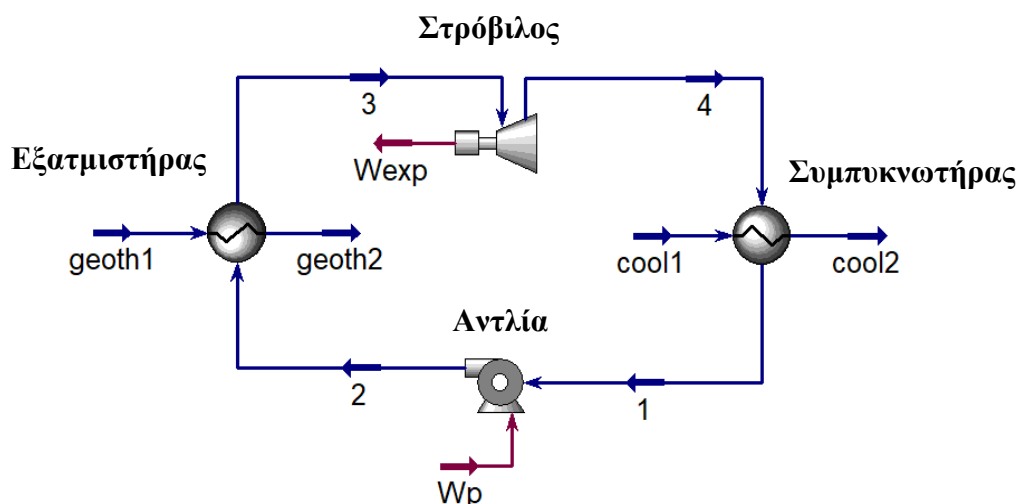 Στρόβιλος
3
4
Wexp
Εξατμιστήρας
Συμπυκνωτήρας
geoth1
geoth2
cool1
cool2
Αντλία
2
1
Wp